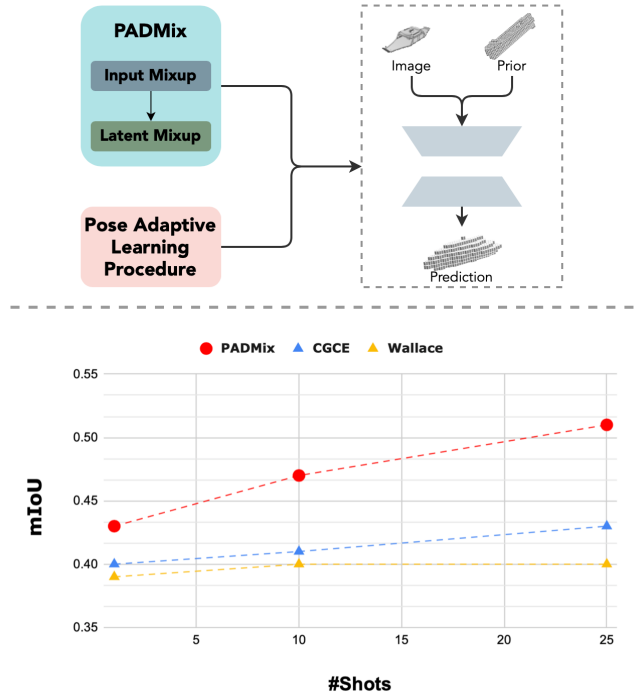 PADMix
Input Mixup
Latent Mixup
Pose Adaptive
Learning
Procedure
Image
Prior
Prediction
PADMix
CGCE
Wallace
0.55
0.50
0.45
0.40
0.35
mIoU
5
10
15
20
25
#Shots